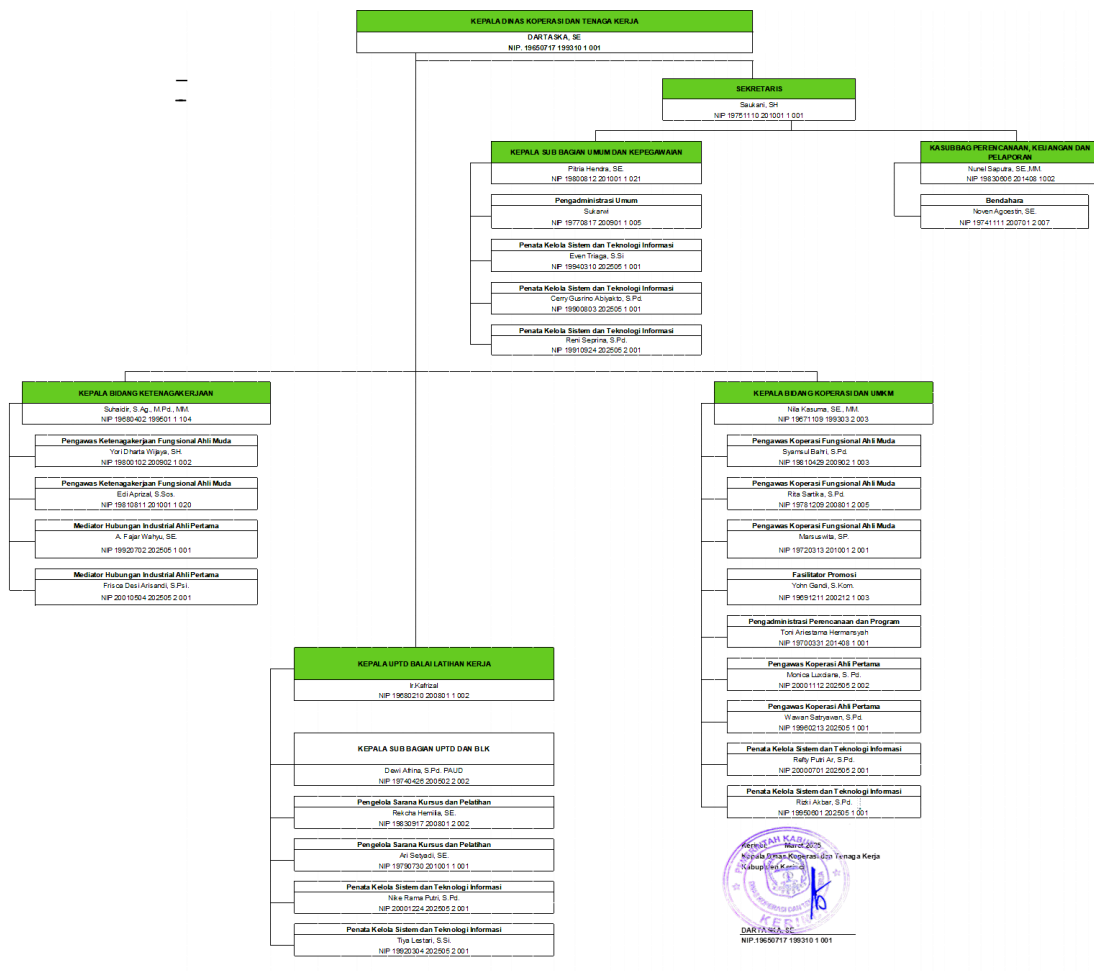 KEPALA DINAS KOPERASI DAN TENAGA KERJA
DARTASKA, SE
NIP. 19650717 199310 1 001
SEKRETARIS
Saukani, SH
NIP 19751110 201001 1 001
KEPALA SUB BAGIAN UMUM DAN KEPEGAWAIAN
Pitria Hendra, SE.
NIP 19800812 201001 1 021
Pengadministrasi Umum
Sukarwi
NIP 19770817 200901 1 005
Penata Kelola Sistem dan Teknologi Informasi
Even Triaga, S.Si
NIP 19940310 202505 1 001
Penata Kelola Sistem dan Teknologi Informasi
Cerry Gusrino Abiyakto, S.Pd.
NIP 19900803 202505 1 001
Penata Kelola Sistem dan Teknologi Informasi
Reni Seprina, S.Pd.
NIP 19910924 202505 2 001
KASUBBAG PERENCANAAN, KEUANGAN DAN
PELAPORAN
Nurel Saputra, SE.,MM.
NIP 19830606 201408 1002
Bendahara
Noven Agoestin, SE.
NIP 19741111 200701 2 007
KEPALA BIDANG KETENAGAKERJAAN
Suhaidir, S.Ag., M.Pd., MM.
NIP 19680402 199501 1 104
Pengawas Ketenagakerjaan Fungsional Ahli Muda
Yori Dharta Wijaya, SH.
NIP 19800102 200902 1 002
Pengawas Ketenagakerjaan Fungsional Ahli Muda
Edi Aprizal, S.Sos.
NIP 19810811 201001 1 020
Mediator Hubungan Industrial Ahli Pertama
A. Fajar Wahyu, SE.
NIP 19920702 202505 1 001
Mediator Hubungan Industrial Ahli Pertama
Frisca Desi Arisandi, S.Psi.
NIP 20010504 202505 2 001
KEPALA BIDANG KOPERASI DAN UMKM
Nila Kasuma, SE., MM.
NIP 19671109 199303 2 003
Pengawas Koperasi Fungsional Ahli Muda
Syamsul Bahri, S.Pd.
NIP 19810429 200902 1 003
Pengawas Koperasi Fungsional Ahli Muda
Rita Sartika, S.Pd.
NIP 19781209 200801 2 005
Pengawas Koperasi Fungsional Ahli Muda
Marsuswita, SP.
NIP 19720313 201001 2 001
Fasilitator Promosi
Yohn Gandi, S.Kom.
NIP 19691211 200212 1 003
Pengadministrasi Perencanaan dan Program
Toni Ariestama Hermansyah
NIP 19700331 201408 1 001
Pengawas Koperasi Ahli Pertama
Monica Luxdiana, S. Pd.
NIP 20001112 202505 2 002
Pengawas Koperasi Ahli Pertama
Wawan Satryawan, S.Pd.
NIP 19960213 202505 1 001
Penata Kelola Sistem dan Teknologi Informasi
Refty Putri Ar, S.Pd.
NIP 20000701 202505 2 001
Penata Kelola Sistem dan Teknologi Informasi
Rizki Akbar, S.Pd.
NIP 19950601 202505 1 001
KEPALA UPTD BALAI LATIHAN KERJA
Ir.Kafrizal
NIP 19680210 200801 1 002
KEPALA SUB BAGIAN UPTD DAN BLK
Dewi Afrina, S.Pd. PAUD
NIP 19740426 200502 2 002
Pengelola Sarana Kursus dan Pelatihan
Rekcha Hemilia, SE.
NIP 19830917 200801 2 002
Pengelola Sarana Kursus dan Pelatihan
Ari Setyadi, SE.
NIP 19790730 201001 1 001
Penata Kelola Sistem dan Teknologi Informasi
Nike Rama Putri, S.Pd.
NIP 20001224 202505 2 001
Penata Kelola Sistem dan Teknologi Informasi
Tiya Lestari, S.Si.
NIP 19920304 202505 2 001
Kerinci, Maret 2025
Kepala Dinas Koperasi dan Tenaga Kerja
Kabupaten Kerinci
DARTASKA, SE
NIP.19650717 199310 1 001